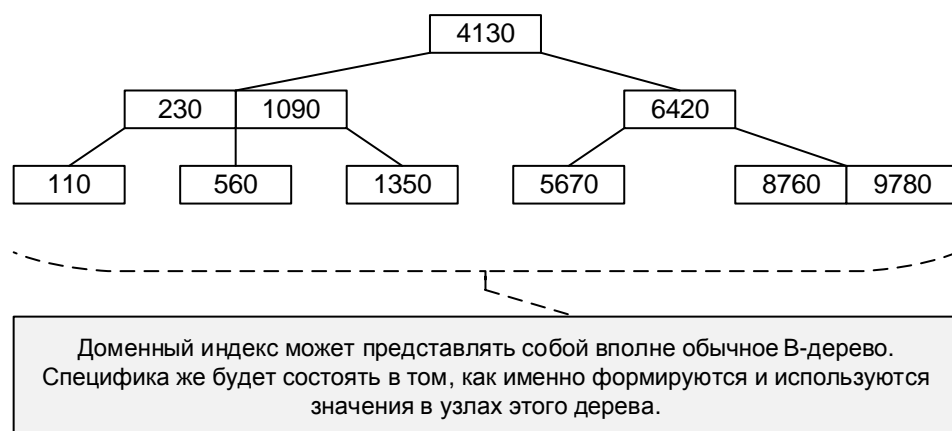 4130
230 1090 6420
110 560 1350 5670 8760 9780
Доменный индекс может представлять собой вполне обычное B-дерево.
Специфика же будет состоять в том, как именно формируются и используются
значения в узлах этого дерева.